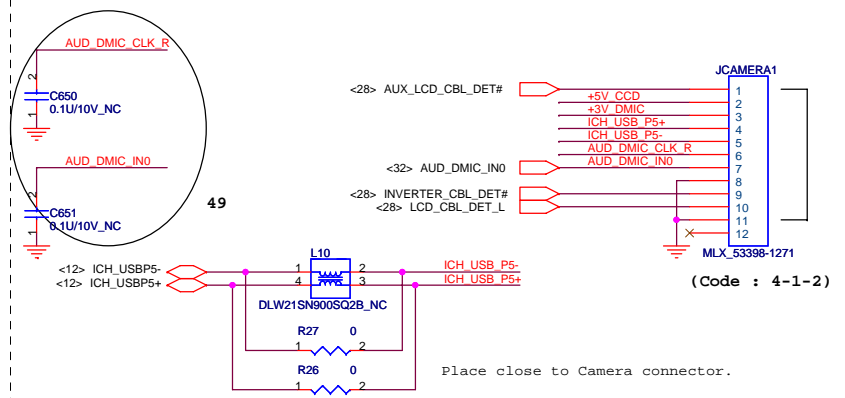 AUD_DMIC_CLK_R
2
C650
0.1U/10V_NC
1
AUD_DMIC_IN0
2
C651
0.1U/10V_NC
1
49
JCAMERA1
<28> AUX_LCD_CBL_DET#
1
+5V_CCD
2
+3V_DMIC
3
ICH_USB_P5+
4
ICH_USB_P5-
5
AUD_DMIC_CLK_R
6
<32> AUD_DMIC_IN0
AUD_DMIC_IN0
7
8
<28> INVERTER_CBL_DET#
9
<28> LCD_CBL_DET_L
10
11
12
MLX_53398-1271
(Code : 4-1-2)
L10
<12> ICH_USBP5-
1 2
ICH_USB_P5-
<12> ICH_USBP5+
4 3
ICH_USB_P5+
DLW21SN900SQ2B_NC
R27 0
1 2
R26 0
1 2
Place close to Camera connector.